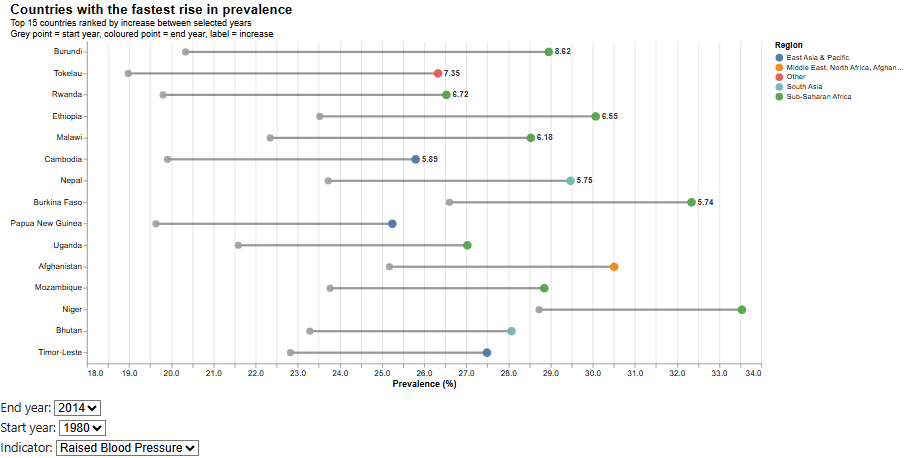 Countries with the fastest rise in prevalence
Top 15 countries ranked by increase between selected years
Grey point = start year, coloured point = end year, label = increase
Burundi 8.62
Tokelau 7.35
Rwanda 6.72
Ethiopia 6.55
Malawi 6.18
Cambodia 5.89
Nepal 5.75
Burkina Faso 5.74
Papua New Guinea
Uganda
Afghanistan
Mozambique
Niger
Bhutan
Timor-Leste
18.0 19.0 20.0 21.0 22.0 23.0 24.0 25.0 26.0 27.0 28.0 29.0 30.0 31.0 32.0 33.0 34.0
Prevalence (%)
Region
East Asia & Pacific
Middle East, North Africa, Afghan...
Other
South Asia
Sub-Saharan Africa
End year: 2014
Start year: 1980
Indicator: Raised Blood Pressure